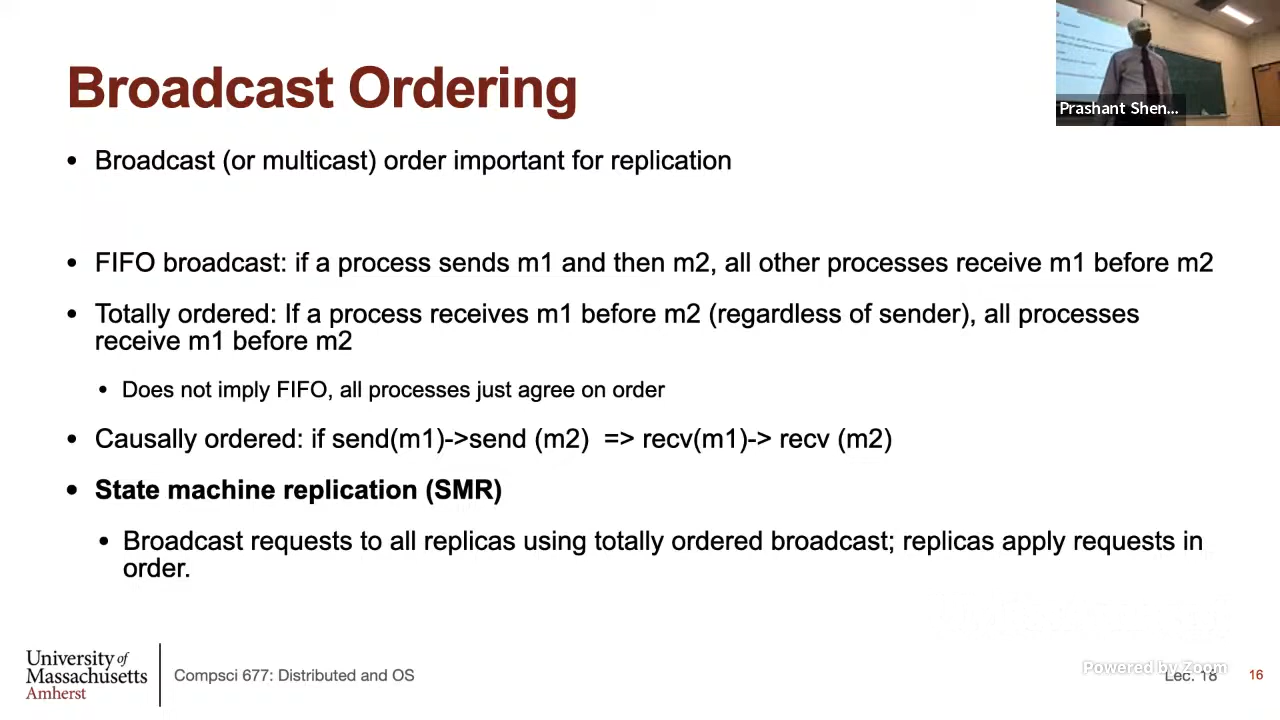 Prashant Shen...
Broadcast Ordering
• Broadcast (or multicast) order important for replication
• FIFO broadcast: if a process sends m1 and then m2, all other processes receive m1 before m2
• Totally ordered: If a process receives m1 before m2 (regardless of sender), all processes
receive m1 before m2
• Does not imply FIFO, all processes just agree on order
• Causally ordered: if send(m1)->send (m2) => recv(m1)-> recv (m2)
• State machine replication (SMR)
• Broadcast requests to all replicas using totally ordered broadcast; replicas apply requests in
order.
University of
Massachusetts
Amherst
Compsci 677: Distributed and OS
Powered by Zoom
Lec. 18
16